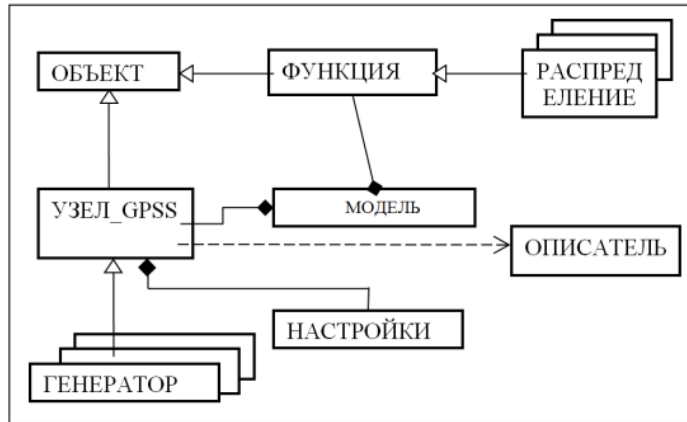 ОБЪЕКТ
ФУНКЦИЯ
РАСПРЕД
ЕЛЕНИЕ
УЗЕЛ_GPSS
МОДЕЛЬ
ОПИСАТЕЛЬ
НАСТРОЙКИ
ГЕНЕРАТОР